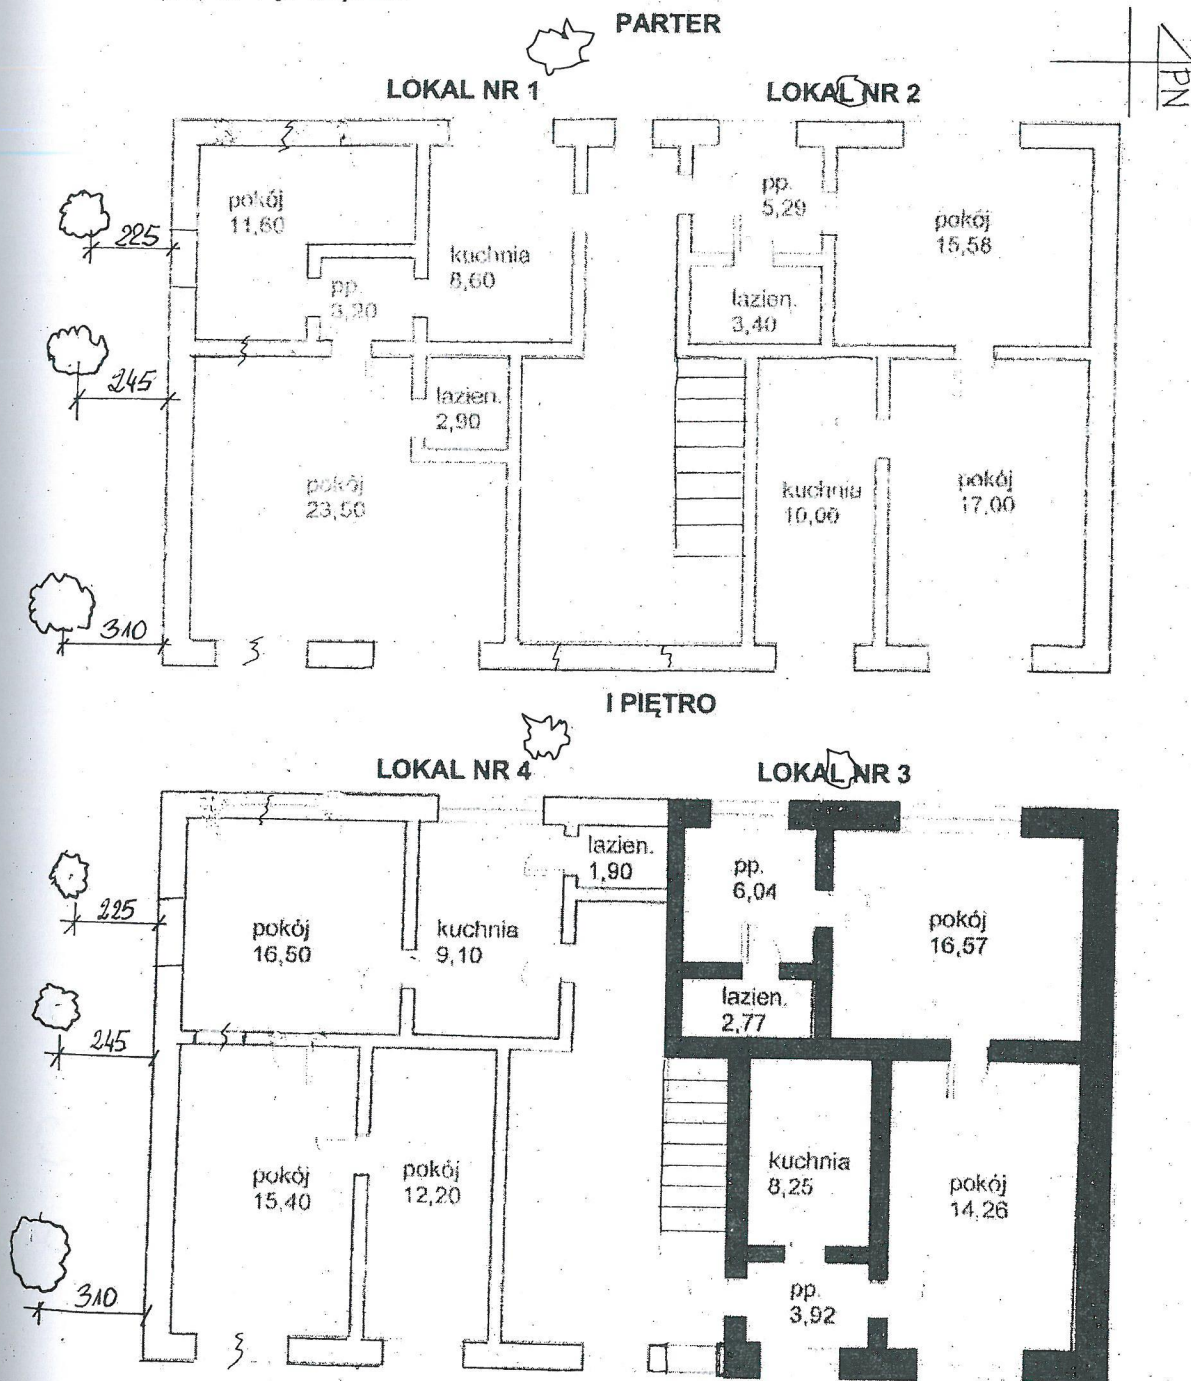 PARTER
PN
LOKAL NR 1
LOKAL NR 2
pokój
11,60
225
kuchnia
8,60
pp.
3,20
pp.
5,29
pokój
15,58
lazien.
3,40
245
lazien.
2,90
pokój
23,50
kuchnia
10,00
pokój
17,00
310
I PIĘTRO
LOKAL NR 4
LOKAL NR 3
lazien.
1,90
pp.
6,04
225
pokój
16,50
kuchnia
9,10
pokój
16,57
lazien.
2,77
245
pokój
15,40
pokój
12,20
kuchnia
8,25
pokój
14,26
310
pp.
3,92